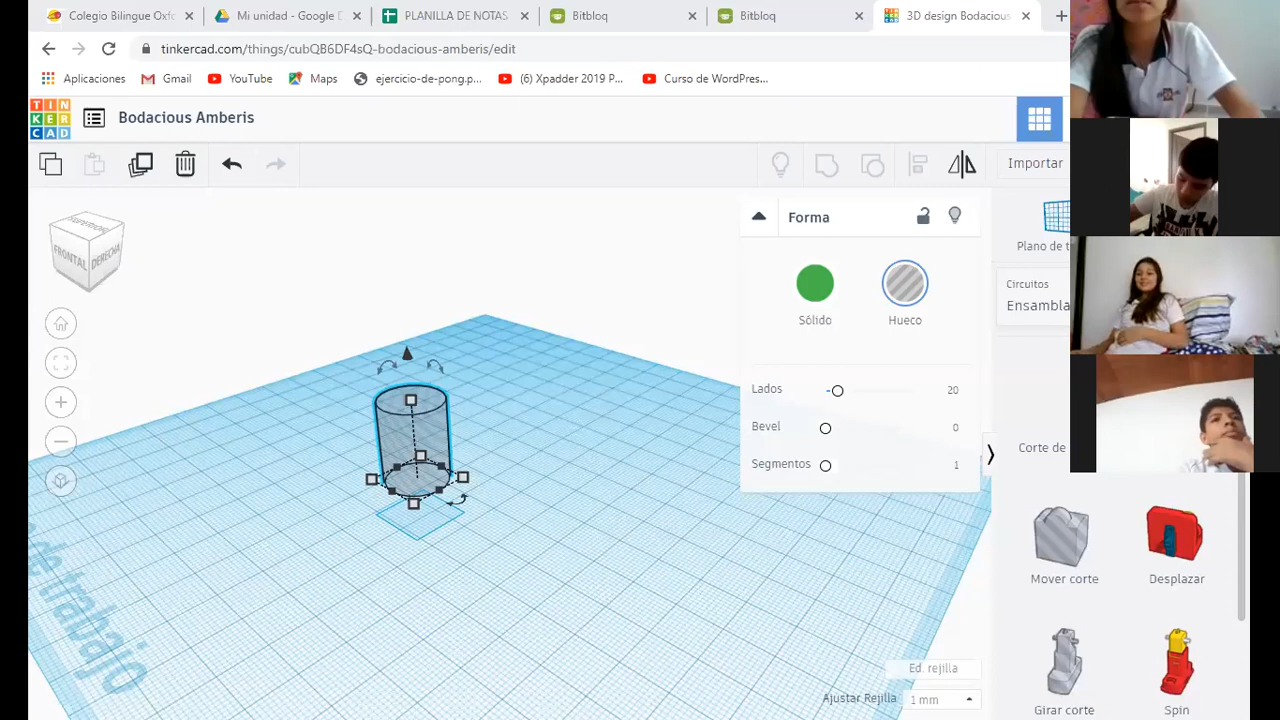 Colegio Bilingue Oxfo
Mi unidad - Google D
PLANILLA DE NOTAS
Bitbloq
Bitbloq
3D design Bodacious
tinkercad.com/things/cubQB6DF4sQ-bodacious-amberis/edit
Aplicaciones
Gmail
YouTube
Maps
ejercicio-de-pong.p...
(6) Xpadder 2019 P...
Curso de WordPres...
TIN
KER
CAD
Bodacious Amberis
Importar
FRONTAL
DERECHA
Forma
Sólido
Hueco
Lados
20
Bevel
0
Segmentos
1
Plano de t
Circuitos
Ensambla
Corte de
Mover corte
Desplazar
Girar corte
Spin
de trabajo
Ed. rejilla
Ajustar Rejilla
1 mm